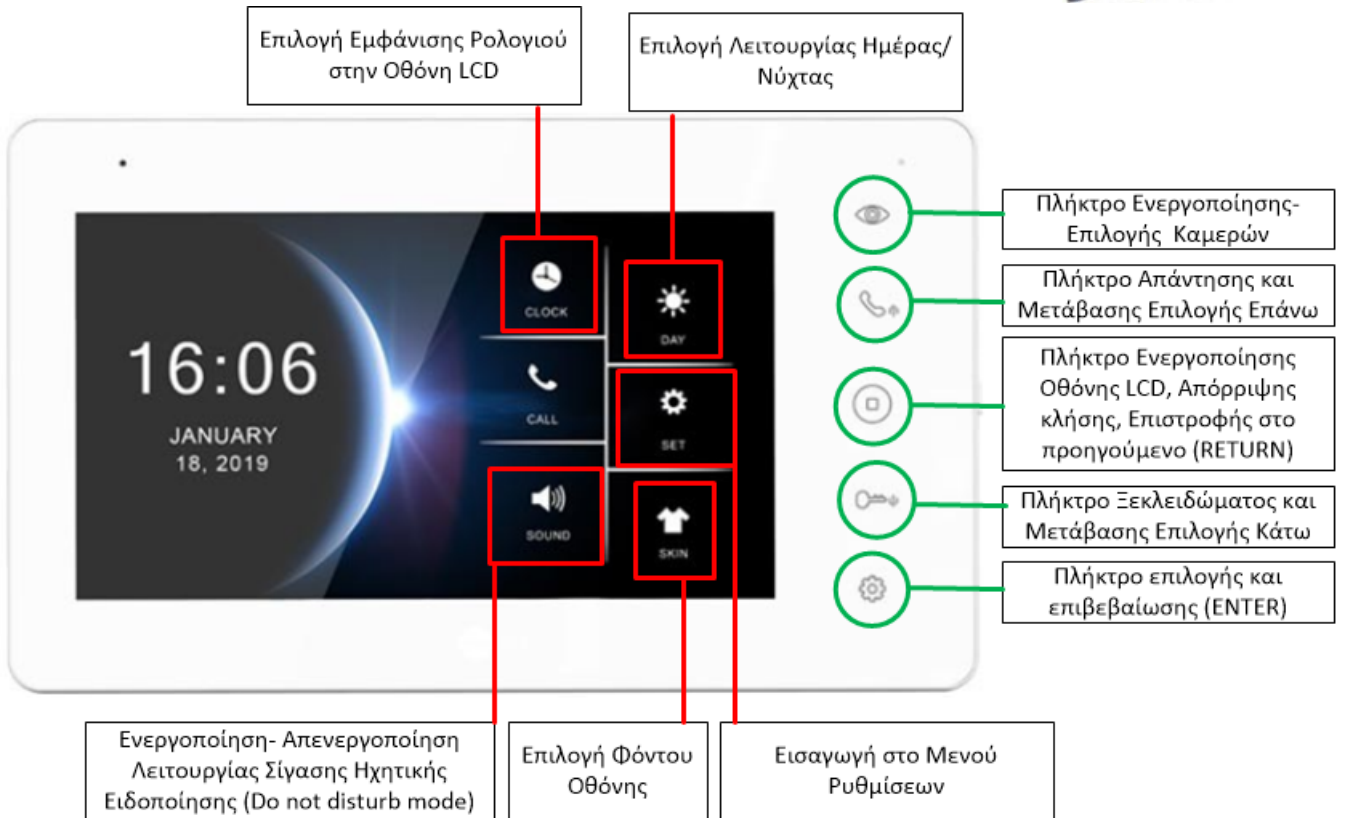 Επιλογή Εμφάνισης Ρολογιού
στην Οθόνη LCD
Επιλογή Λειτουργίας Ημέρας/
Νύχτας
16:06
JANUARY
18, 2019
CLOCK
DAY
CALL
SET
SOUND
SKIN
Πλήκτρο Ενεργοποίησης-
Επιλογής Καμερών
Πλήκτρο Απάντησης και
Μετάβασης Επιλογής Επάνω
Πλήκτρο Ενεργοποίησης
Οθόνης LCD, Απόρριψης
κλήσης, Επιστροφής στο
προηγούμενο (RETURN)
Πλήκτρο Ξεκλειδώματος και
Μετάβασης Επιλογής Κάτω
Πλήκτρο επιλογής και
επιβεβαίωσης (ENTER)
Ενεργοποίηση- Απενεργοποίηση
Λειτουργίας Σίγασης Ηχητικής
Ειδοποίησης (Do not disturb mode)
Επιλογή Φόντου
Οθόνης
Εισαγωγή στο Μενού
Ρυθμίσεων